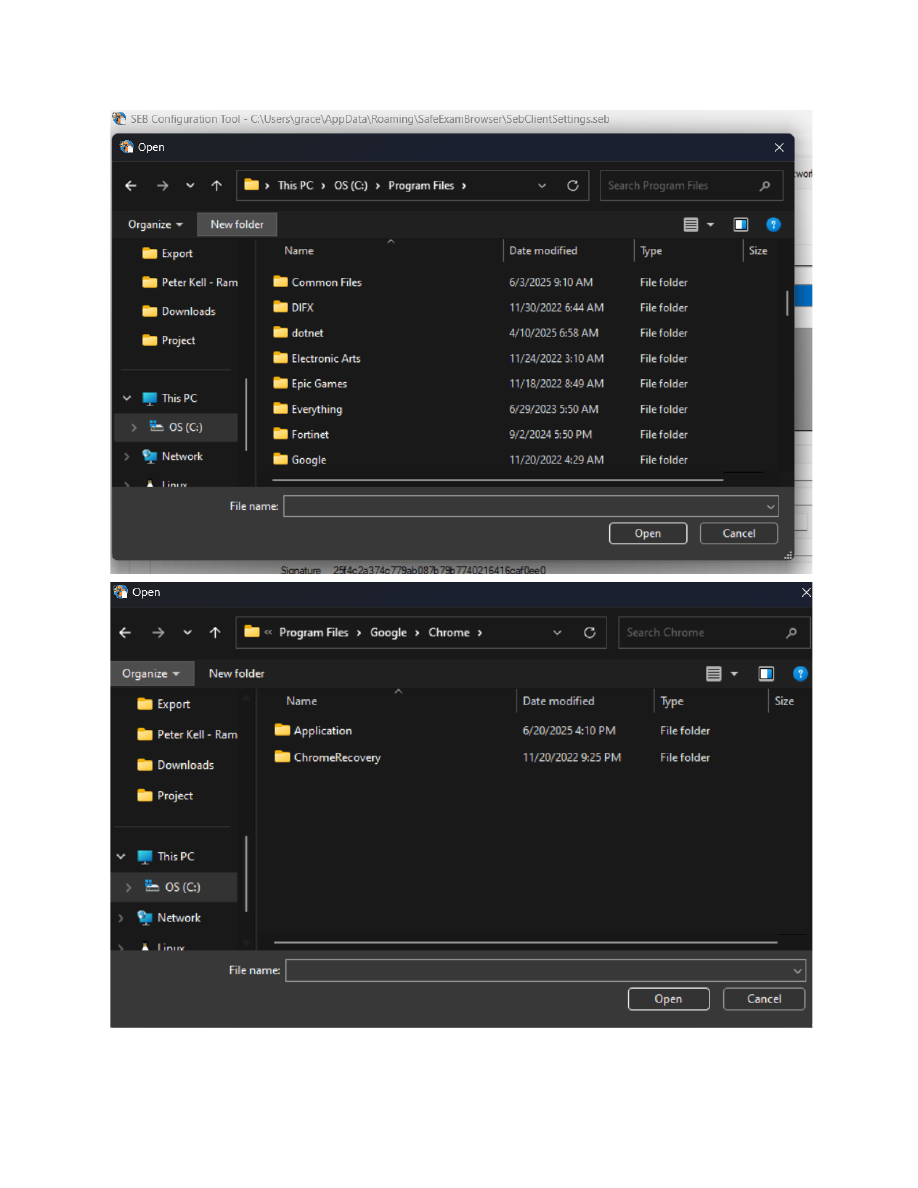 SEB Configuration Tool - C:\Users\grace\AppData\Roaming\SafeExamBrowser\SebClientSettings.seb
Open
This PC > OS (C:) > Program Files >
Search Program Files
Organize
New folder
Name
Date modified
Type
Size
Export
Peter Kell - Ram
Downloads
Project
This PC
OS (C:)
Network
Linux
Common Files 6/3/2025 9:10 AM File folder
DIFX 11/30/2022 6:44 AM File folder
dotnet 4/10/2025 6:58 AM File folder
Electronic Arts 11/24/2022 3:10 AM File folder
Epic Games 11/18/2022 8:49 AM File folder
Everything 6/29/2023 5:50 AM File folder
Fortinet 9/2/2024 5:50 PM File folder
Google 11/20/2022 4:29 AM File folder
File name:
Open
Cancel
Signature 25f4c2a374c779ab087b79b7740216416caf0ee0
Open
« Program Files > Google > Chrome >
Search Chrome
Organize
New folder
Name
Date modified
Type
Size
Export
Peter Kell - Ram
Downloads
Project
This PC
OS (C:)
Network
Linux
Application 6/20/2025 4:10 PM File folder
ChromeRecovery 11/20/2022 9:25 PM File folder
File name:
Open
Cancel